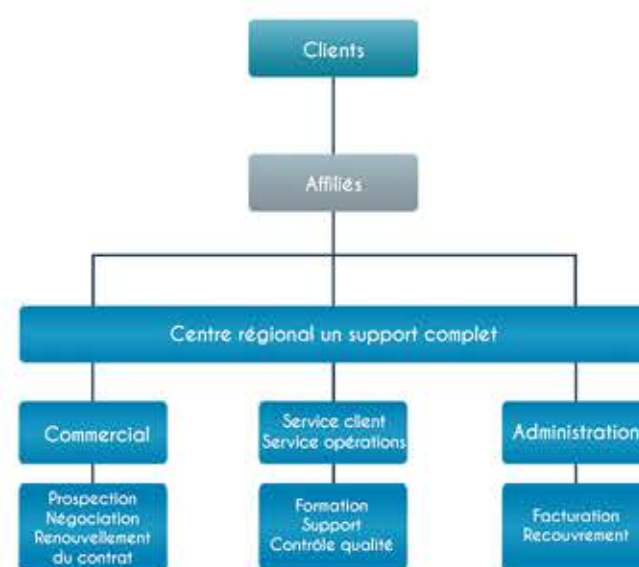 Clients
Affiliés
Centre régional un support complet
Commercial
Service client
Service opérations
Administration
Prospection
Négociation
Renouvellement
du contrat
Formation
Support
Contrôle qualité
Facturation
Recouvrement